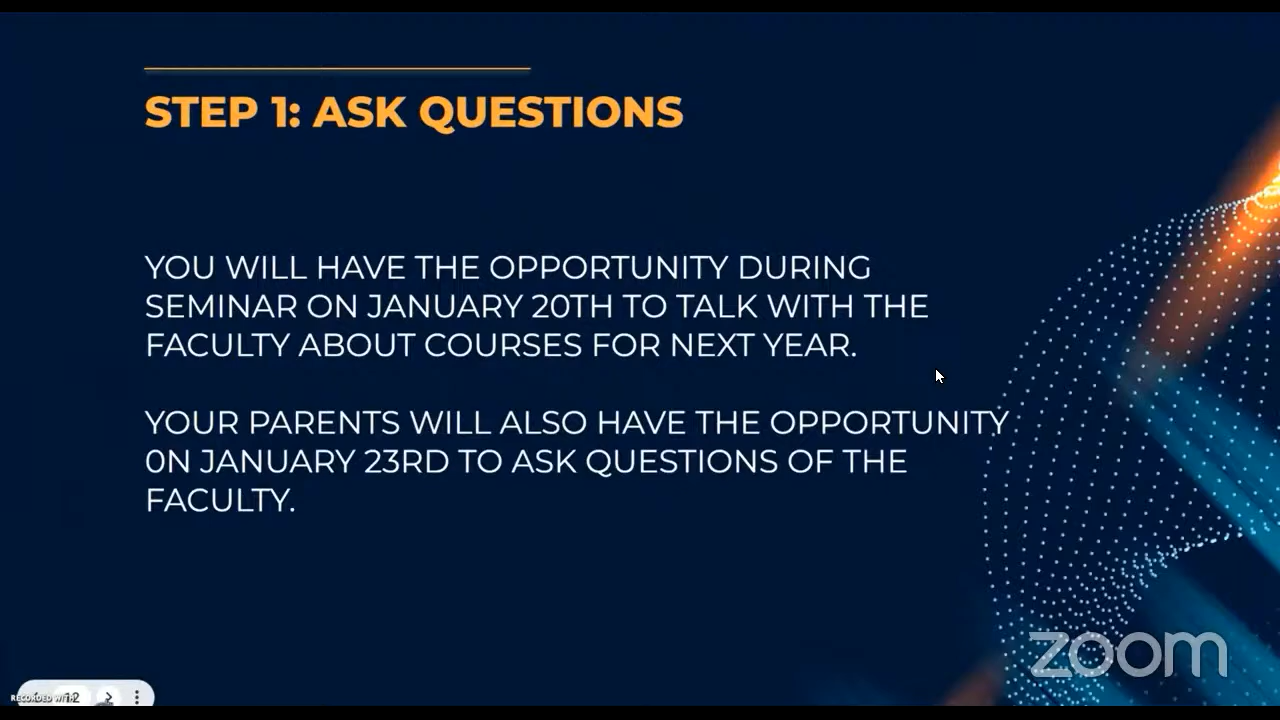 STEP 1: ASK QUESTIONS
YOU WILL HAVE THE OPPORTUNITY DURING
SEMINAR ON JANUARY 20TH TO TALK WITH THE
FACULTY ABOUT COURSES FOR NEXT YEAR.
YOUR PARENTS WILL ALSO HAVE THE OPPORTUNITY
0N JANUARY 23RD TO ASK QUESTIONS OF THE
FACULTY.
zoom
RECORDED WITH